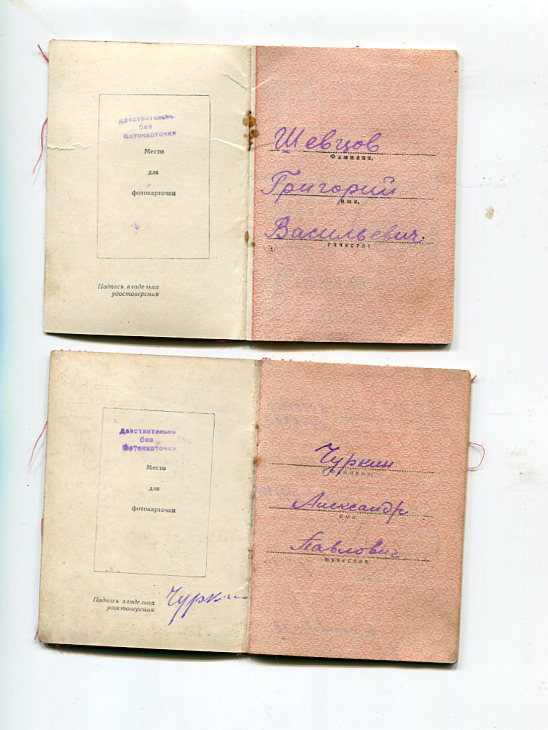 Действительно
без
Фотокарточки
Место
для
фотокарточки
Подпись владельца
удостоверения
Шевцов
Фамилия,
Григорий
имя,
Васильевич.
отчество
Действительно
без
Фотокарточки
Место
для
фотокарточки
Подпись владельца
удостоверения
Чуркин
Чуркин
Фамилия,
Александр
имя
Павлович
отчество